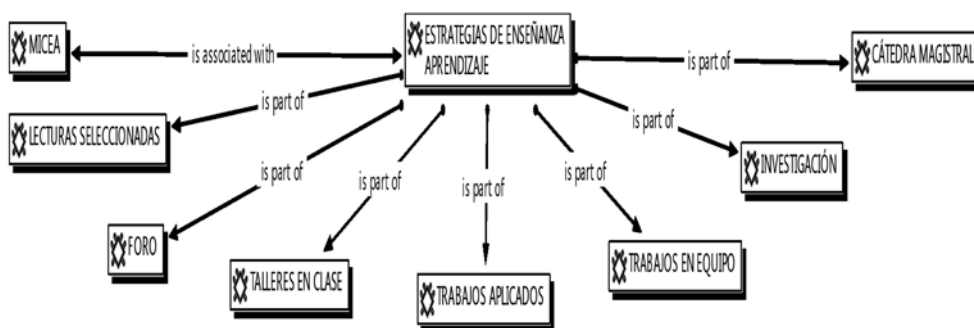 MICEA
is associated with
ESTRATEGIAS DE ENSEÑANZA
APRENDIZAJE
is part of
CÁTEDRA MAGISTRAL
is part of
LECTURAS SELECCIONADAS
is part of
INVESTIGACIÓN
is part of
FORO
is part of
TALLERES EN CLASE
is part of
TRABAJOS APLICADOS
is part of
TRABAJOS EN EQUIPO